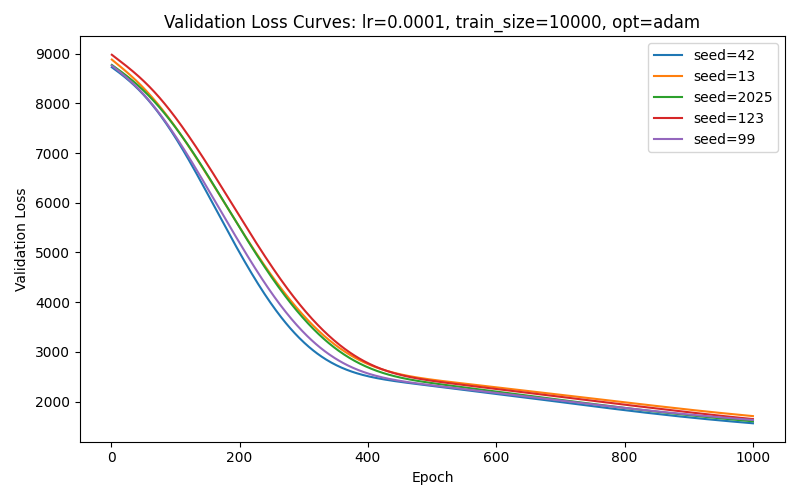 Validation Loss Curves: lr=0.0001, train_size=10000, opt=adam
Validation Loss
9000
8000
7000
6000
5000
4000
3000
2000
seed=42
seed=13
seed=2025
seed=123
seed=99
0 200 400 600 800 1000
Epoch